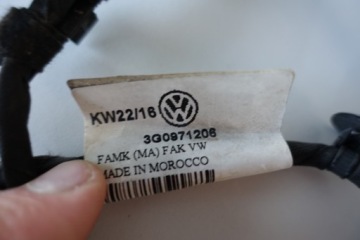 KW22/16
3G0971206
FAMK (MA) FAK VW
MADE IN MOROCCO